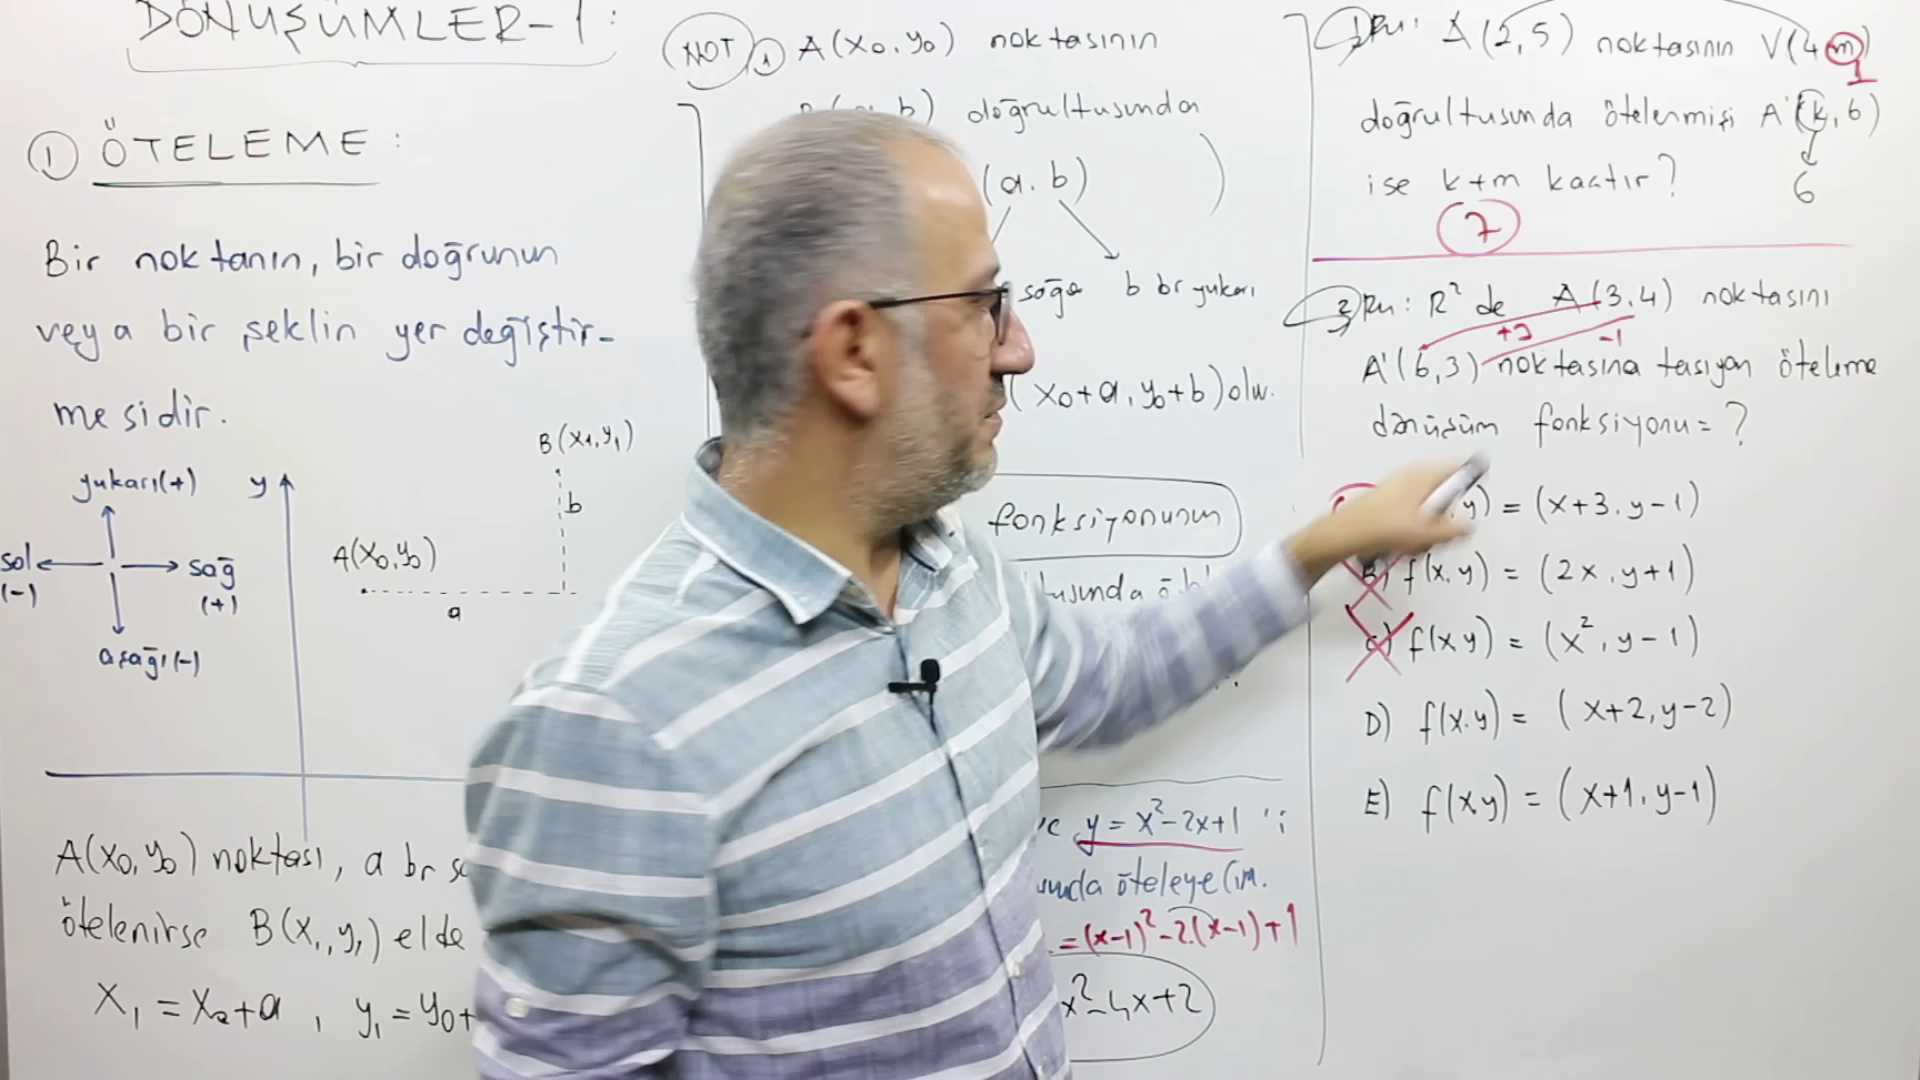 DÖNÜŞÜMLER-1:
① ÖTELEME:
Bir noktanın, bir doğrunun
veya bir şeklin yer değiştir-
mesidir.
yukarı(+)
sol
(-)
sağ
(+)
aşağı(-)
y
B(x₁,y₁)
b
A(x₀,y₀)
a
A(x₀,y₀) noktası, a br
ötelenirse B(x₁,y₁) elde
x₁=x₀+a, y₁=y₀+
NOT ① A(x₀,y₀) noktasının
b) doğrultusunda
(a.b)
sağa b br yukarı
(x₀+a,y₀+b) olur.
fonksiyonunun
y=x²-2x+1 'i
öteleyelim.
=(x-1)²-2.(x-1)+1
x²-4x+2
A(2,5) noktasının V(4,m)
1
doğrultusunda ötelenmişi A'(k,6)
ise k+m kaçtır?
6
7
R² de A(3,4) noktasını
+3 -1
A'(6,3) noktasına taşıyan öteleme
dönüşüm fonksiyonu=?
y) = (x+3,y-1)
B) f(x,y) = (2x,y+1)
C) f(x,y) = (x²,y-1)
D) f(x,y) = (x+2,y-2)
E) f(x,y) = (x+1,y-1)